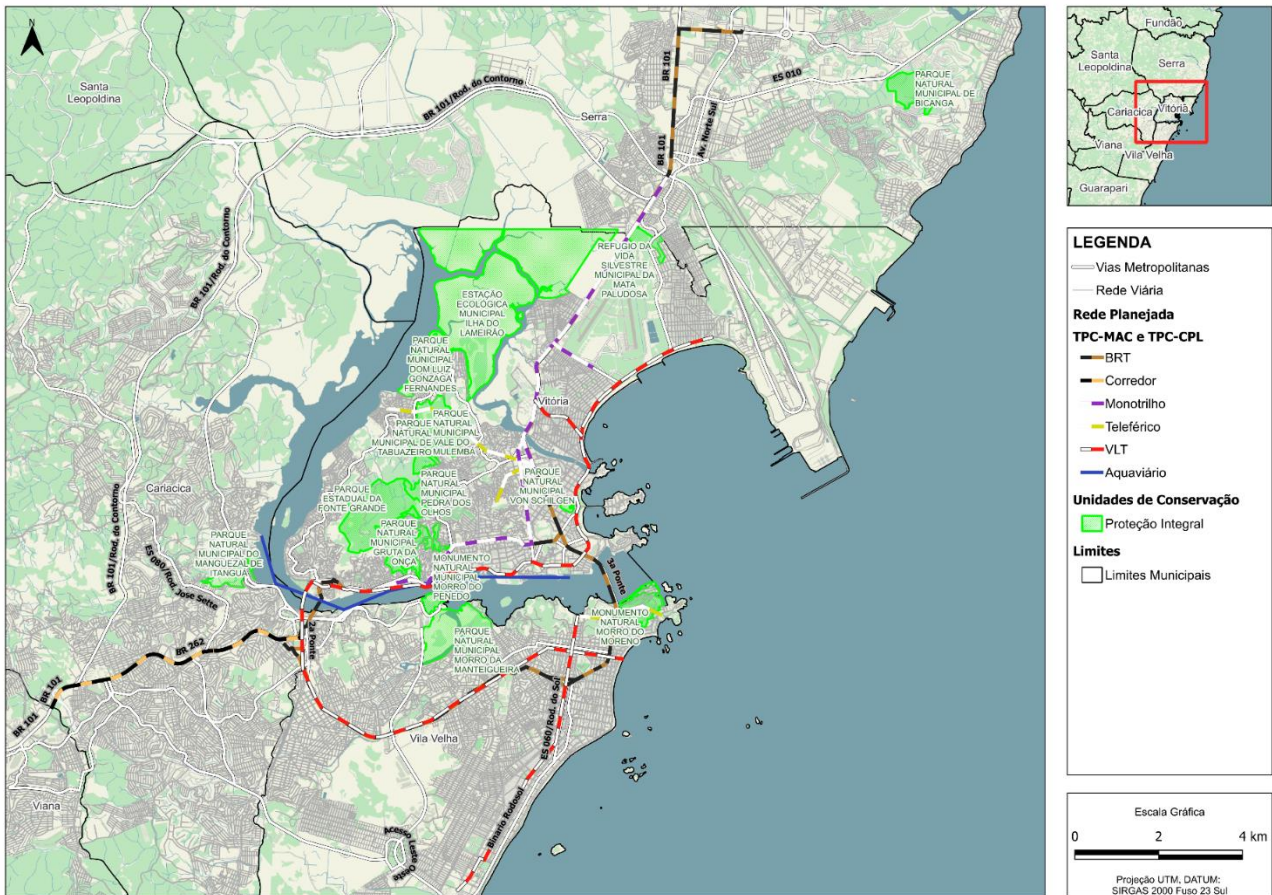 N
Santa
Leopoldina
BR 101/Rod. do Contorno
Serra
BR 101
BR 101
Av. Norte Sul
ES 010
PARQUE
NATURAL
MUNICIPAL DE
BICANGA
BR 101/Rod. do Contorno
REFUGIO DA
VIDA
SILVESTRE
MUNICIPAL DA
MATA
PALUDOSA
ESTAÇÃO
ECOLÓGICA
MUNICIPAL
ILHA DO
LAMEIRÃO
PARQUE
NATURAL
MUNICIPAL
DOM LUIZ
GONZAGA
FERNANDES
Vitória
PARQUE
NATURAL
MUNICIPAL DE
TABUAZEIRO
PARQUE
NATURAL
MUNICIPAL
VALE DO
MULEMBÁ
PARQUE
NATURAL
MUNICIPAL
VON SCHILGEN
PARQUE
NATURAL
MUNICIPAL
PEDRA DOS
OLHOS
PARQUE
ESTADUAL DA
FONTE GRANDE
Cariacica
BR 101/Rod. do Contorno
ES 080/Rod. José Sette
PARQUE
NATURAL
MUNICIPAL DO
MANGUEZAL DE
ITANGUÁ
PARQUE
NATURAL
MUNICIPAL
GRUTA DA
ONÇA
MONUMENTO
NATURAL
MUNICIPAL
MORRO DO
PENEDO
3a Ponte
MONUMENTO
NATURAL
MORRO DO
MORENO
2a Ponte
PARQUE
NATURAL
MUNICIPAL
MORRO DA
MANTEIGUEIRA
BR 262
BR 101
BR 101
ES 060/Rod. do Sol
Vila Velha
Viana
Acesso Leste
Oeste
Binario Rodosol
Fundão
Santa
Leopoldina
Serra
Cariacica
Vitória
Viana
Vila Velha
Guarapari
LEGENDA
Vias Metropolitanas
Rede Viária
Rede Planejada
TPC-MAC e TPC-CPL
BRT
Corredor
Monotrilho
Teleférico
VLT
Aquaviário
Unidades de Conservação
Proteção Integral
Limites
Limites Municipais
Escala Gráfica
0 2 4 km
Projeção UTM, DATUM:
SIRGAS 2000 Fuso 23 Sul